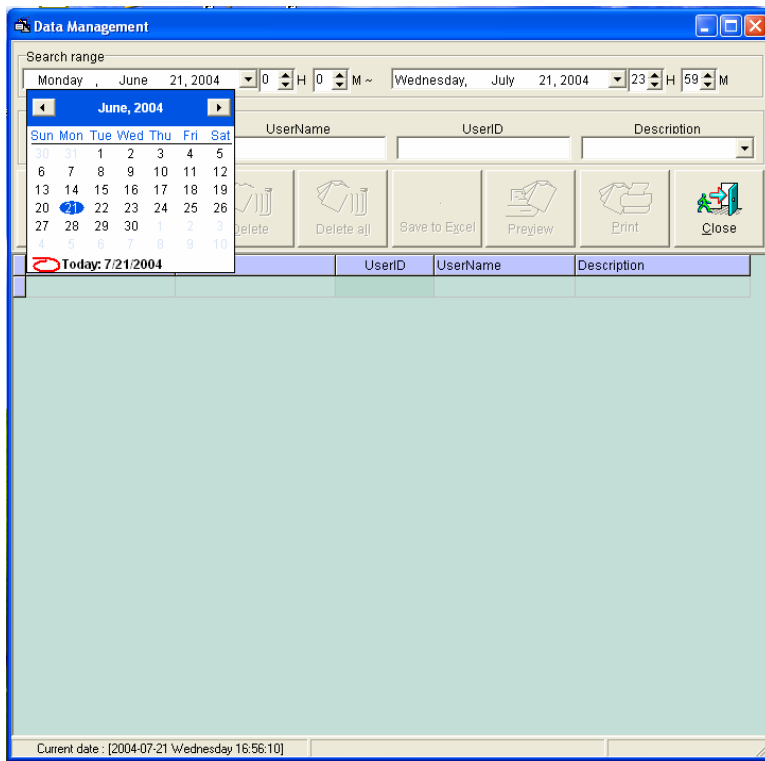 Data Management
Search range
Monday , June 21, 2004 0 H 0 M ~ Wednesday, July 21, 2004 23 H 59 M
June, 2004
Sun Mon Tue Wed Thu Fri Sat
30 31 1 2 3 4 5
6 7 8 9 10 11 12
13 14 15 16 17 18 19
20 21 22 23 24 25 26
27 28 29 30 1 2 3
4 5 6 7 8 9 10
Today: 7/21/2004
UserName UserID Description
Delete Delete all Save to Excel Preview Print Close
UserID UserName Description
Current date : [2004-07-21 Wednesday 16:56:10]